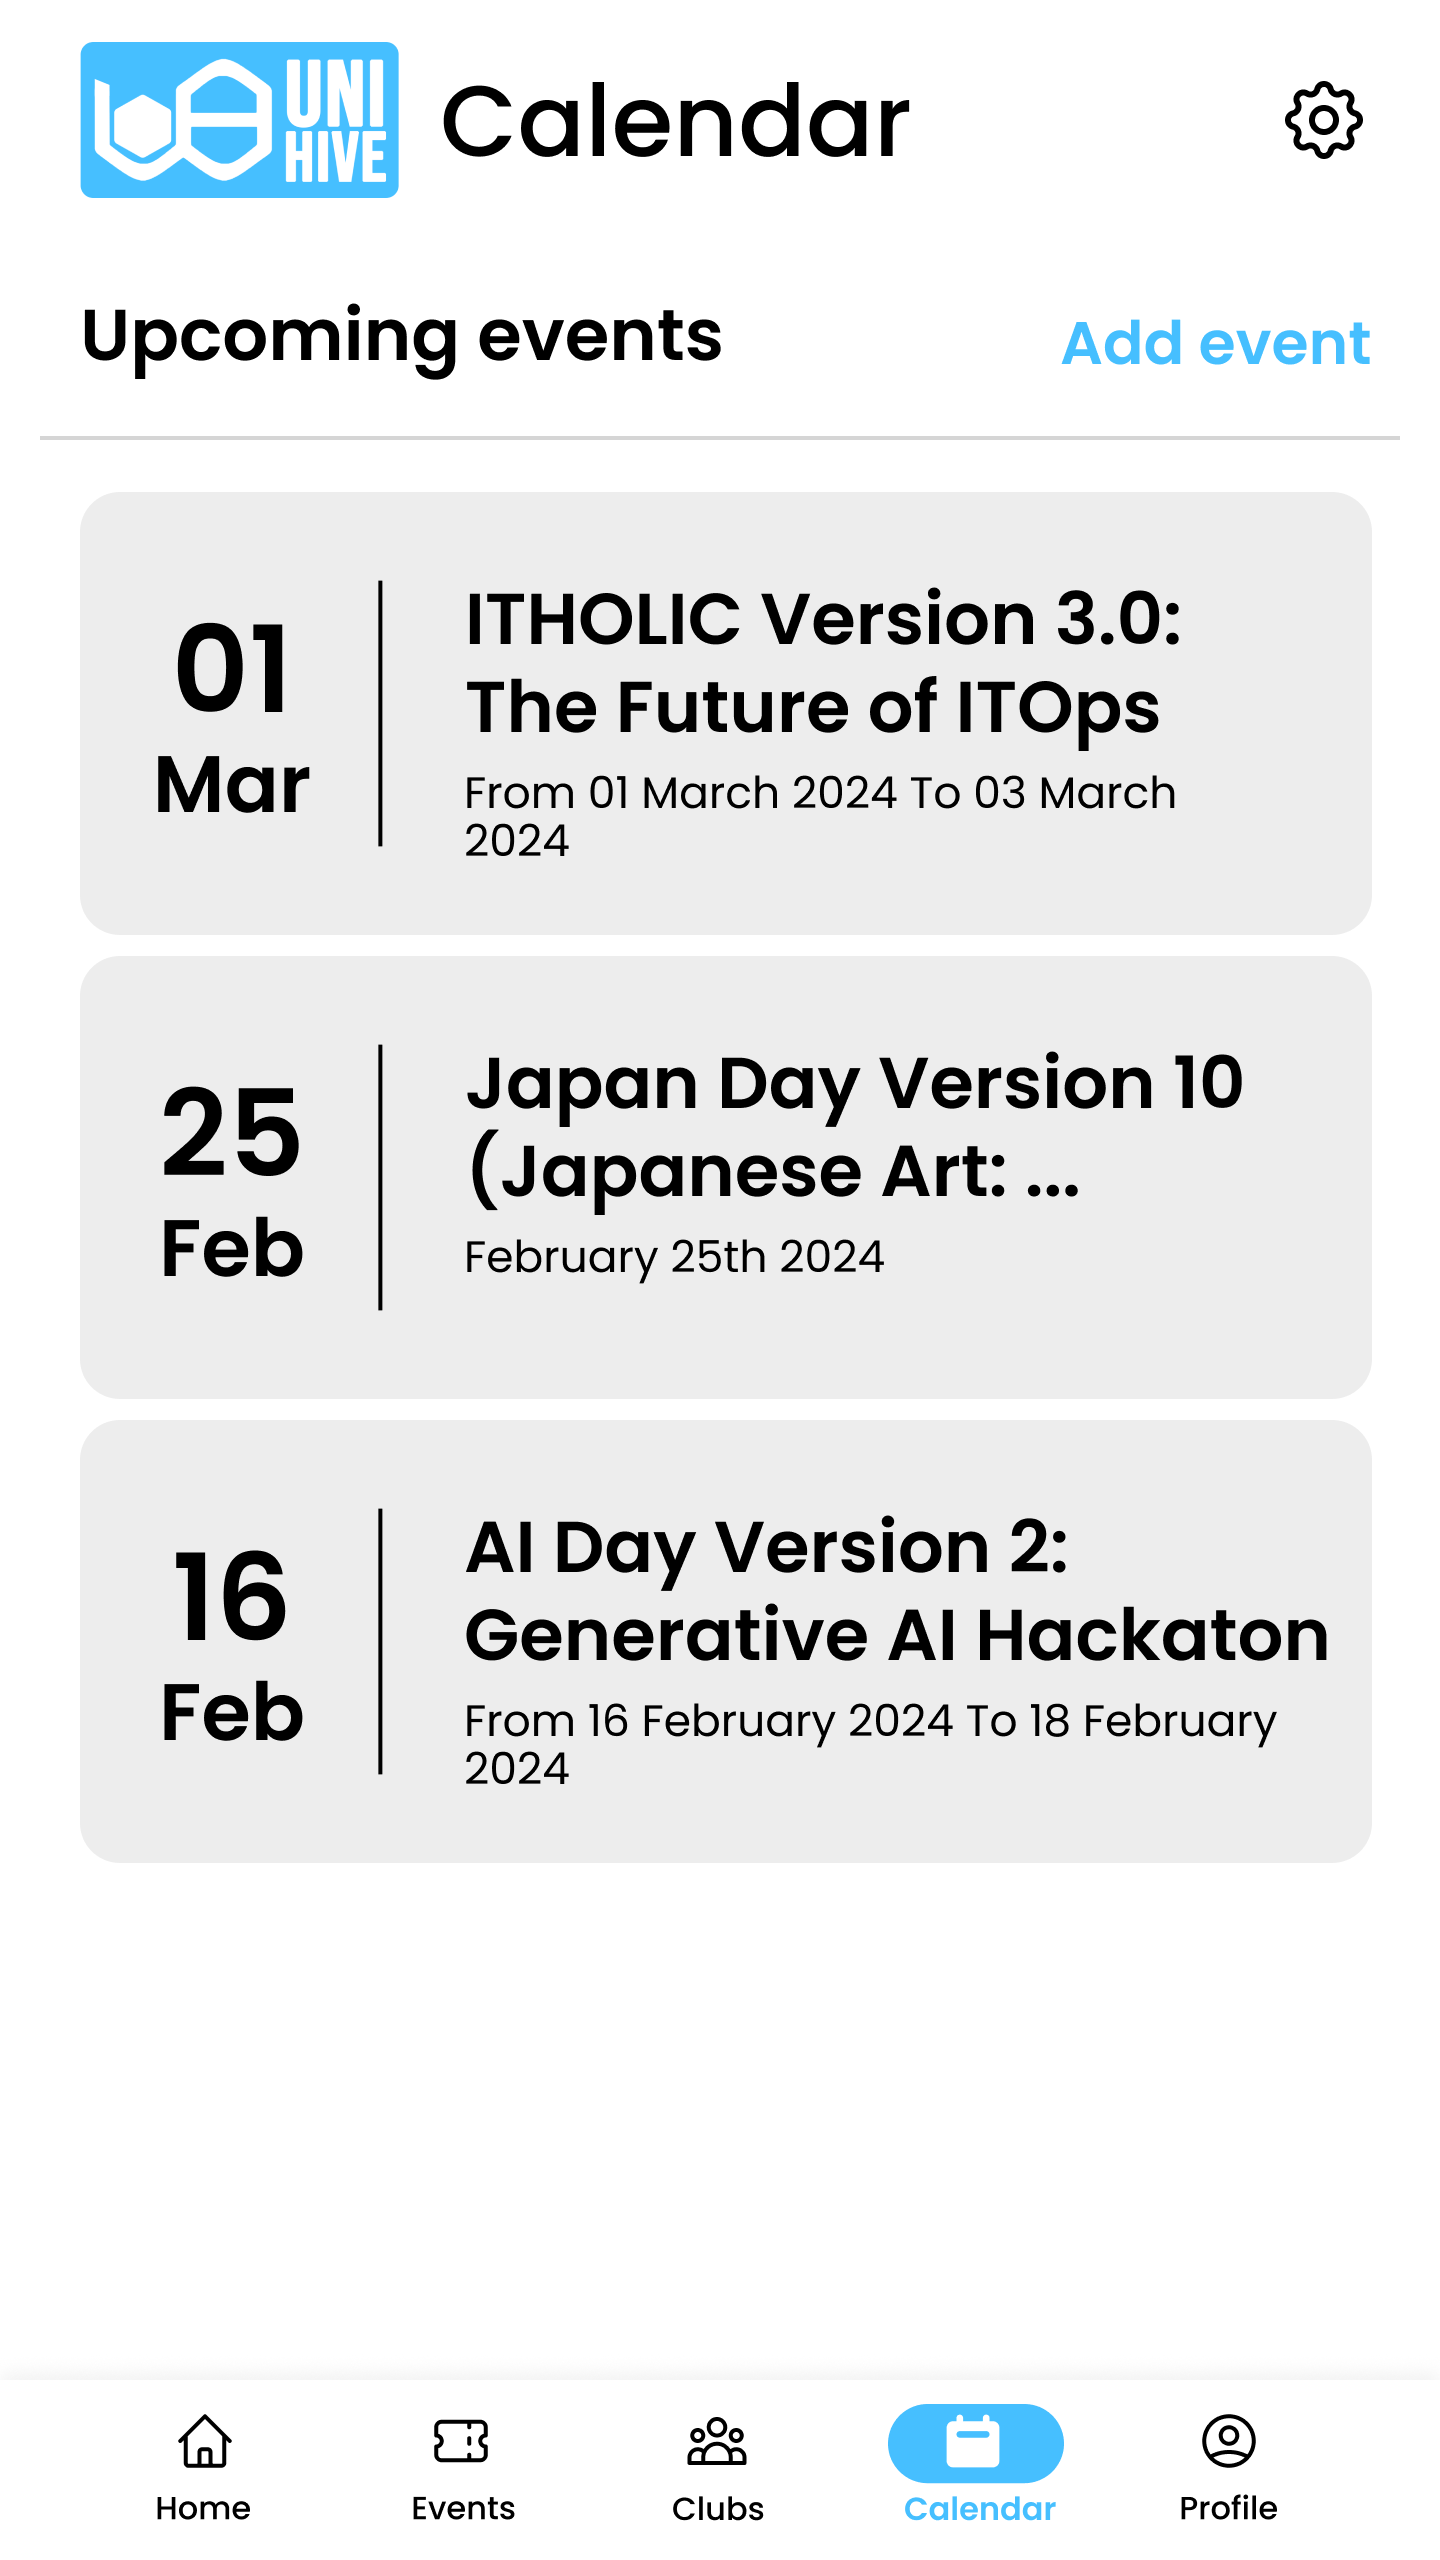 UNI
HIVE
Calendar
Upcoming events
Add event
01
Mar
ITHOLIC Version 3.0:
The Future of ITOps
From 01 March 2024 To 03 March
2024
25
Feb
Japan Day Version 10
(Japanese Art: ...
February 25th 2024
16
Feb
AI Day Version 2:
Generative AI Hackaton
From 16 February 2024 To 18 February
2024
Home
Events
Clubs
Calendar
Profile